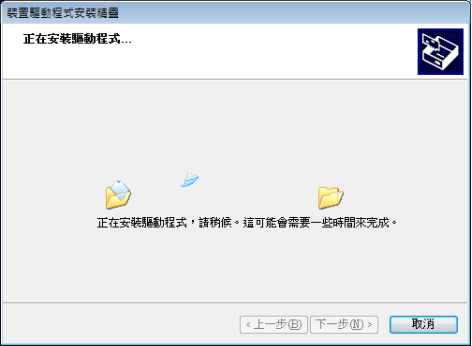 裝置驅動程式安裝精靈
正在安裝驅動程式...
正在安裝驅動程式，請稍候。這可能會需要一些時間來完成。
<上一步(B) 下一步(N)> 取消